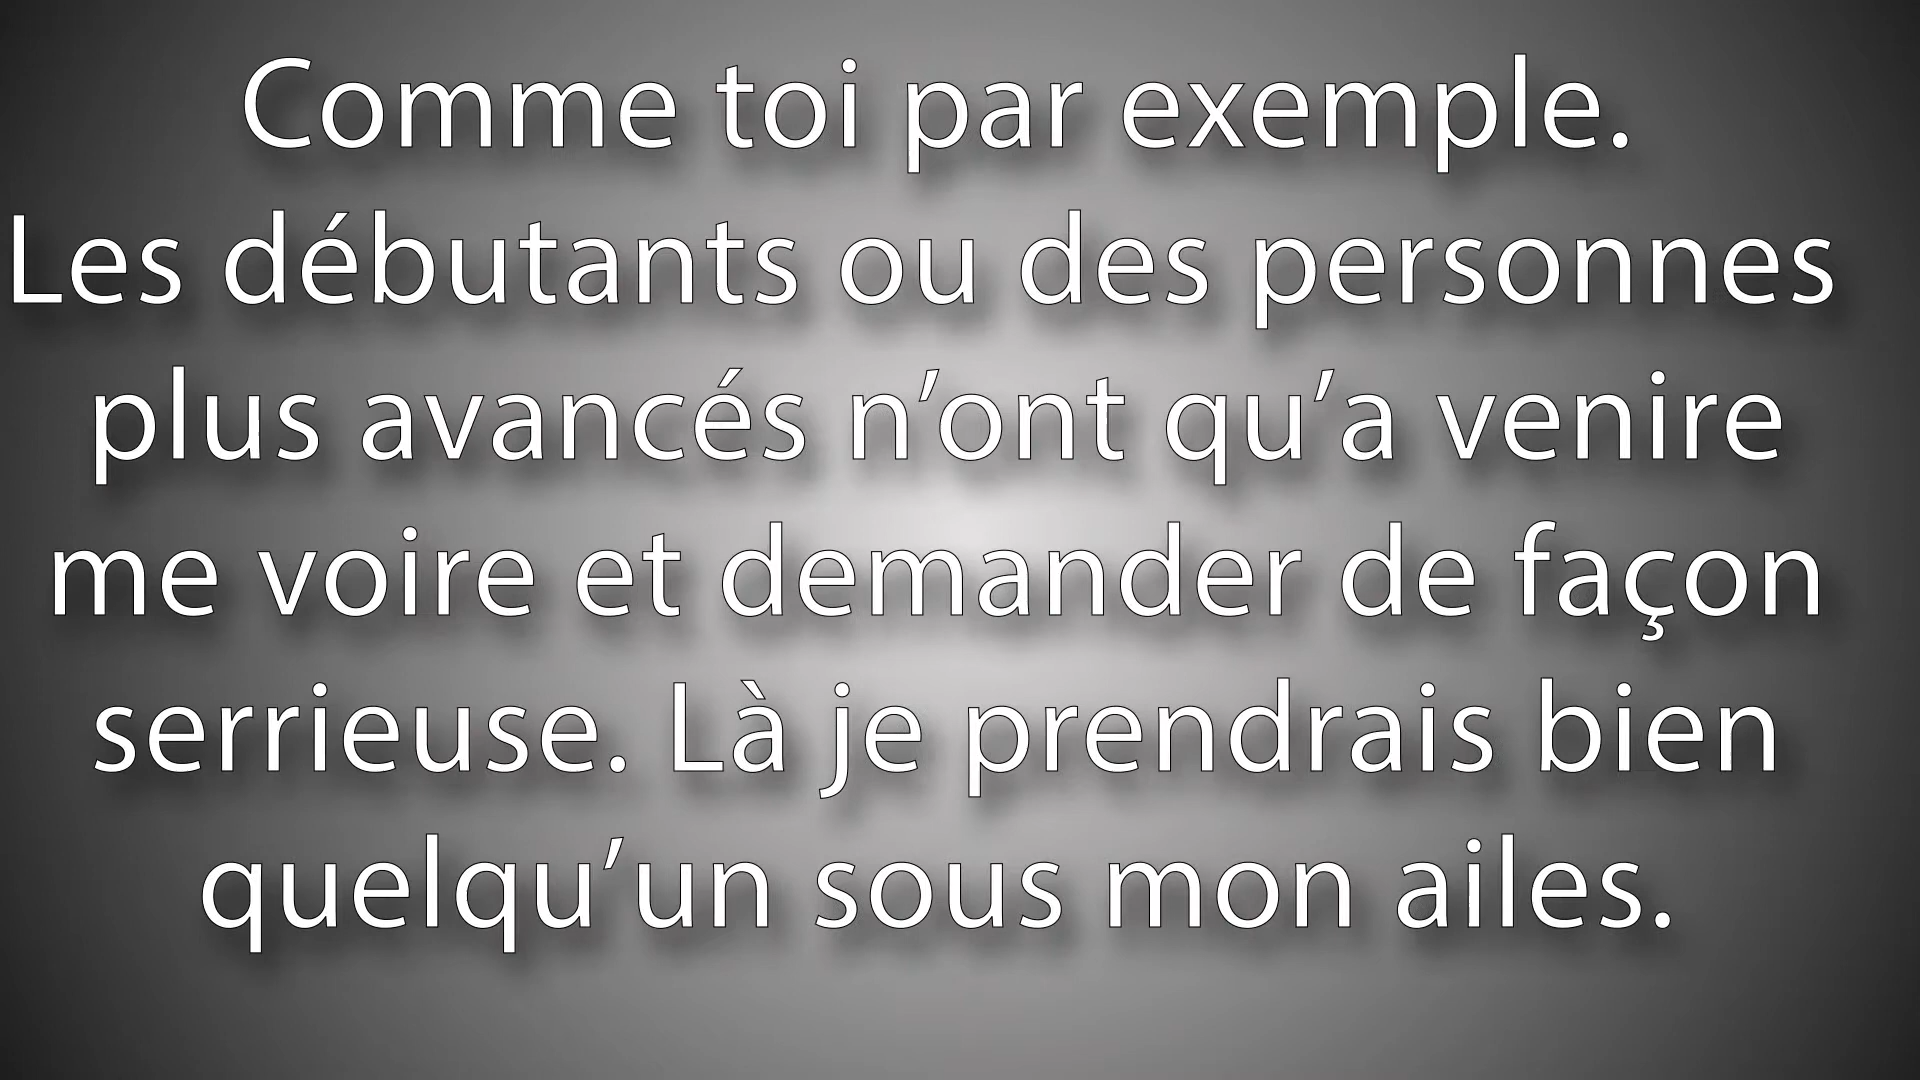 Comme toi par exemple.
Les débutants ou des personnes
plus avancés n’ont qu’a venire
me voire et demander de façon
serrieuse. Là je prendrais bien
quelqu’un sous mon ailes.